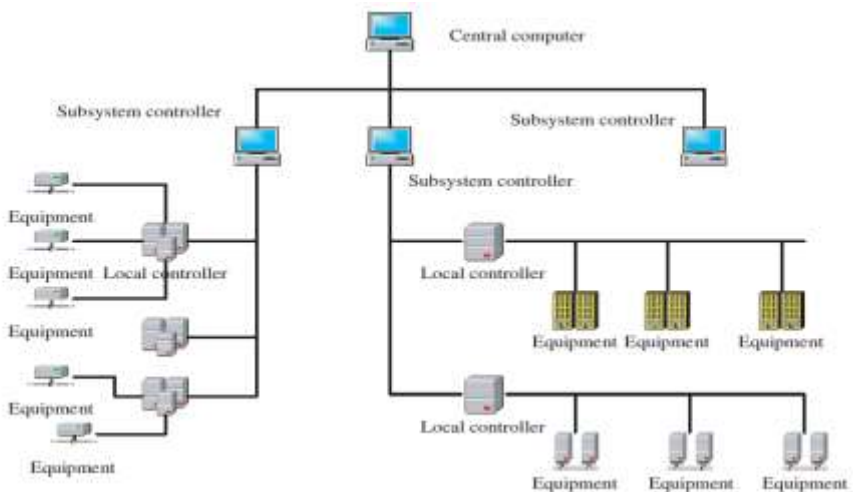 Central computer
Subsystem controller
Subsystem controller
Subsystem controller
Equipment
Equipment
Local controller
Local controller
Equipment
Equipment
Equipment
Equipment
Equipment
Local controller
Equipment
Equipment
Equipment
Equipment